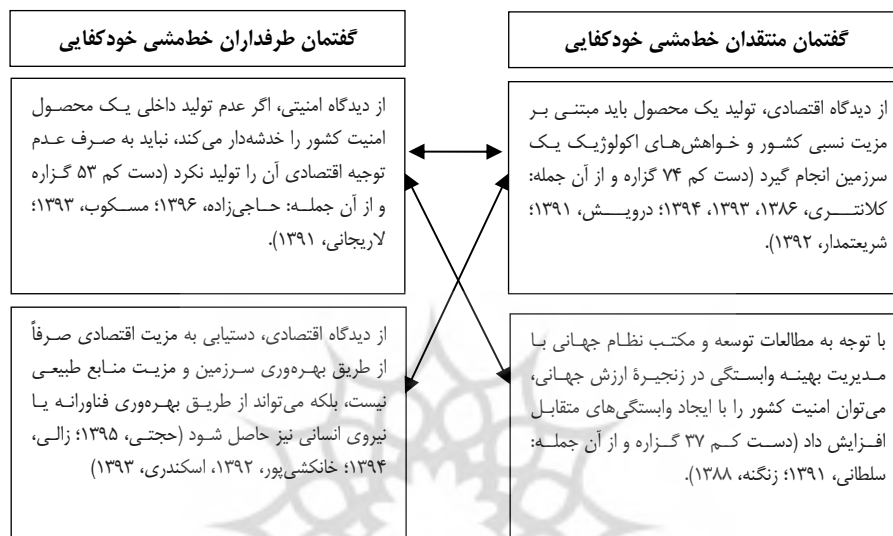 گفتمان منتقدان خط‌مشی خودکفایی
از دیدگاه اقتصادی، تولید یک محصول باید مبتنی بر
مزیت نسبی کشور و خواهش‌های اکولوژیک یک
سرزمین انجام گیرد (دست کم ۷۴ گزاره و از آن جمله:
کلانتری، ۱۳۸۶، ۱۳۹۳، ۱۳۹۴؛ درویش، ۱۳۹۱؛
شریعتمدار، ۱۳۹۲).
با توجه به مطالعات توسعه و مکتب نظام جهانی با
مدیریت بهینه وابستگی در زنجیرۀ ارزش جهانی،
می‌توان امنیت کشور را با ایجاد وابستگی‌های متقابل
افزایش داد (دست کم ۳۷ گزاره و از آن جمله:
سلطانی، ۱۳۹۱؛ زنگنه، ۱۳۸۸).
گفتمان طرفداران خط‌مشی خودکفایی
از دیدگاه امنیتی، اگر عدم تولید داخلی یک محصول
امنیت کشور را خدشه‌دار می‌کند، نباید به صرف عدم
توجیه اقتصادی آن را تولید نکرد (دست کم ۵۳ گزاره
و از آن جمله: حاجی‌زاده، ۱۳۹۶؛ مسکوب، ۱۳۹۳؛
لاریجانی، ۱۳۹۱).
از دیدگاه اقتصادی، دستیابی به مزیت اقتصادی صرفاً
از طریق بهره‌وری سرزمین و مزیت منابع طبیعی
نیست، بلکه می‌تواند از طریق بهره‌وری فناورانه یا
نیروی انسانی نیز حاصل شود (حجتی، ۱۳۹۵؛ زالی،
۱۳۹۴؛ خانکشی‌پور، ۱۳۹۲، اسکندری، ۱۳۹۳)